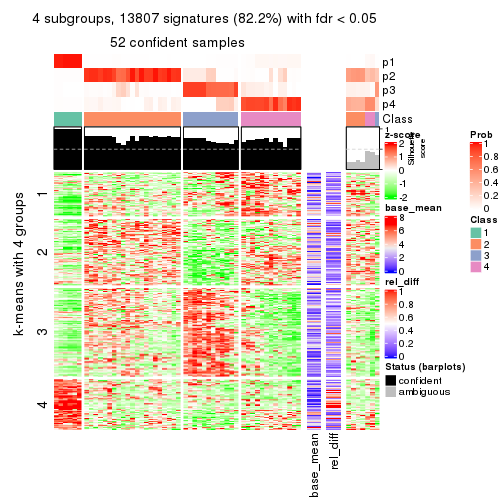 4 subgroups, 13807 signatures (82.2%) with fdr < 0.05
52 confident samples
p1
p2
p3
p4
Class
1
Silhouette
score
k-means with 4 groups
1
2
3
4
base_mean
rel_diff
z-score
2
1
0
-1
-2
base_mean
8
6
4
2
0
rel_diff
1
0.8
0.6
0.4
0.2
0
Status (barplots)
confident
ambiguous
Prob
1
0.8
0.6
0.4
0.2
0
Class
1
2
3
4